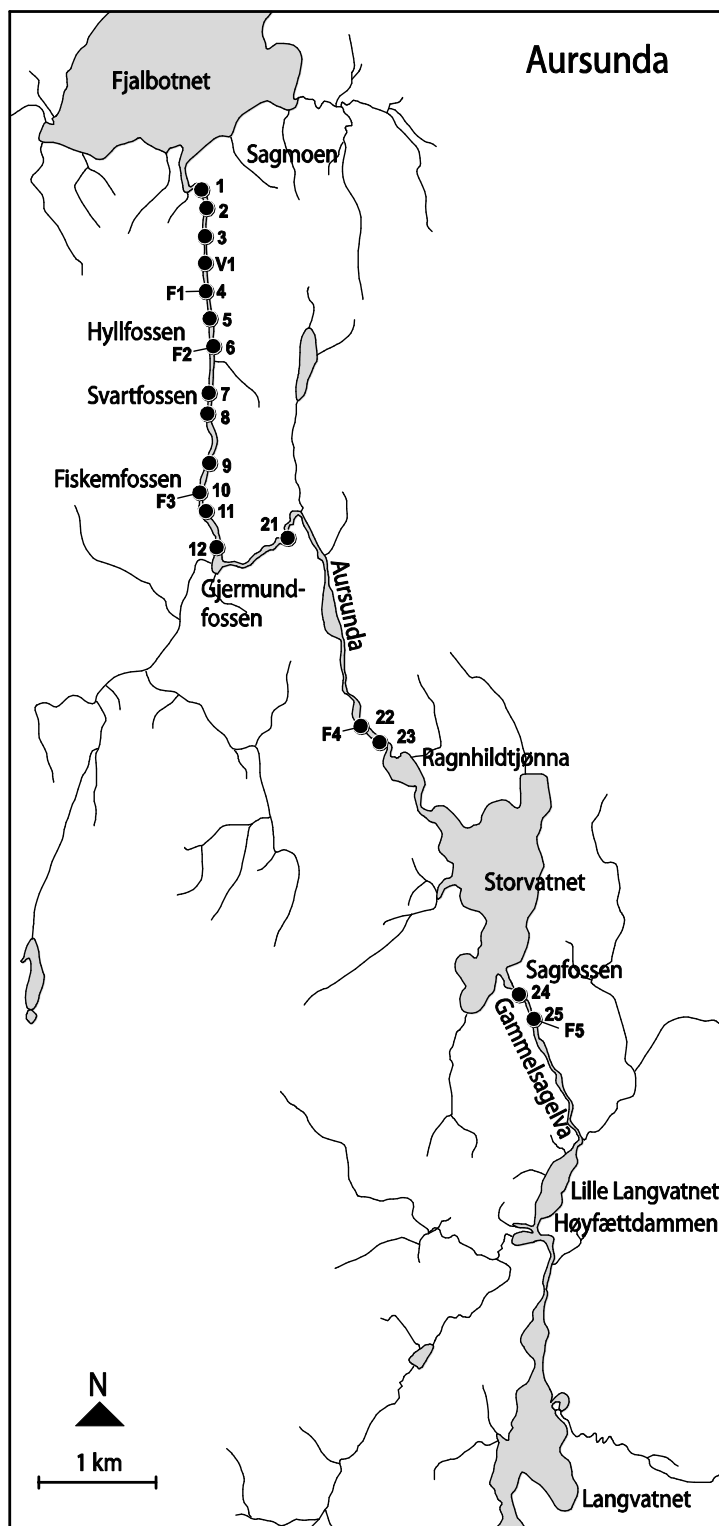 Aursunda
Fjalbotnet
Sagmoen
1
2
3
V1
F1
4
5
Hyllfossen
F2
6
Svartfossen
7
8
9
Fiskemfossen
F3
10
11
21
12
Gjermund-
fossen
Aursunda
22
F4
23
Ragnhildtjønna
Storvatnet
Sagfossen
24
25
F5
Gammelsagelva
Lille Langvatnet
Høyfættdammen
N
1 km
Langvatnet